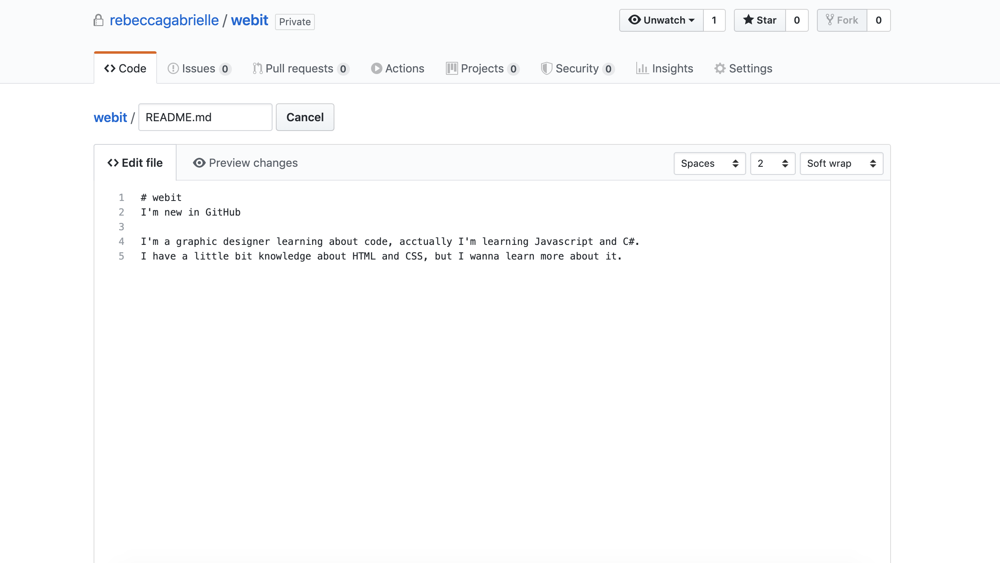 rebeccagabrielle / webit Private Unwatch 1 Star 0 Fork 0
Code Issues 0 Pull requests 0 Actions Projects 0 Security 0 Insights Settings
webit / README.md Cancel
Edit file Preview changes Spaces 2 Soft wrap
1 # webit
2 I'm new in GitHub
3
4 I'm a graphic designer learning about code, acctually I'm learning Javascript and C#.
5 I have a little bit knowledge about HTML and CSS, but I wanna learn more about it.